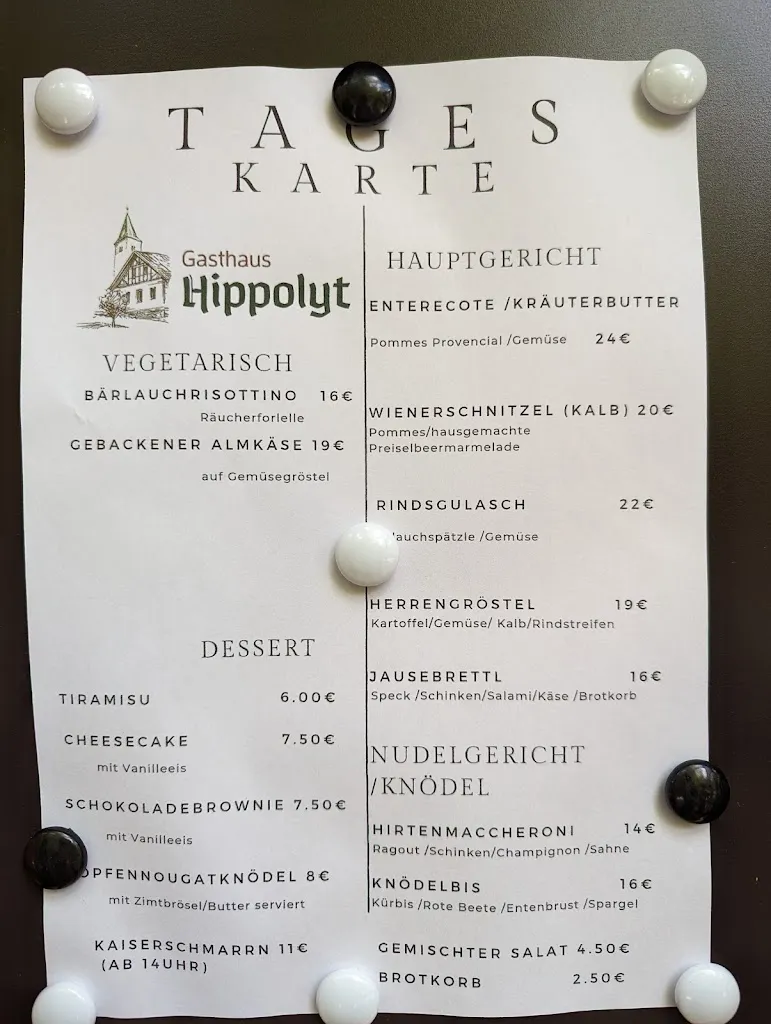 TAGES
KARTE
Gasthaus
Hippolyt
VEGETARISCH
BÄRLAUCHRISOTTINO 16€
Räucherforlelle
GEBACKENER ALMKÄSE 19€
auf Gemüsegröstel
DESSERT
TIRAMISU 6.00€
CHEESECAKE 7.50€
mit Vanilleeis
SCHOKOLADEBROWNIE 7.50€
mit Vanilleeis
OPFENNOUGATKNÖDEL 8€
mit Zimtbrösel/Butter serviert
KAISERSCHMARRN 11€
(AB 14UHR)
HAUPTGERICHT
ENTERECOTE /KRÄUTERBUTTER
Pommes Provencial /Gemüse 24€
WIENERSCHNITZEL (KALB) 20€
Pommes/hausgemachte
Preiselbeermarmelade
RINDSGULASCH 22€
lauchspätzle /Gemüse
HERRENGRÖSTEL 19€
Kartoffel/Gemüse/ Kalb/Rindstreifen
JAUSEBRETTL 16€
Speck /Schinken/Salami/Käse /Brotkorb
NUDELGERICHT
/KNÖDEL
HIRTENMACCHERONI 14€
Ragout /Schinken/Champignon /Sahne
KNÖDELBIS 16€
Kürbis /Rote Beete /Entenbrust /Spargel
GEMISCHTER SALAT 4.50€
BROTKORB 2.50€